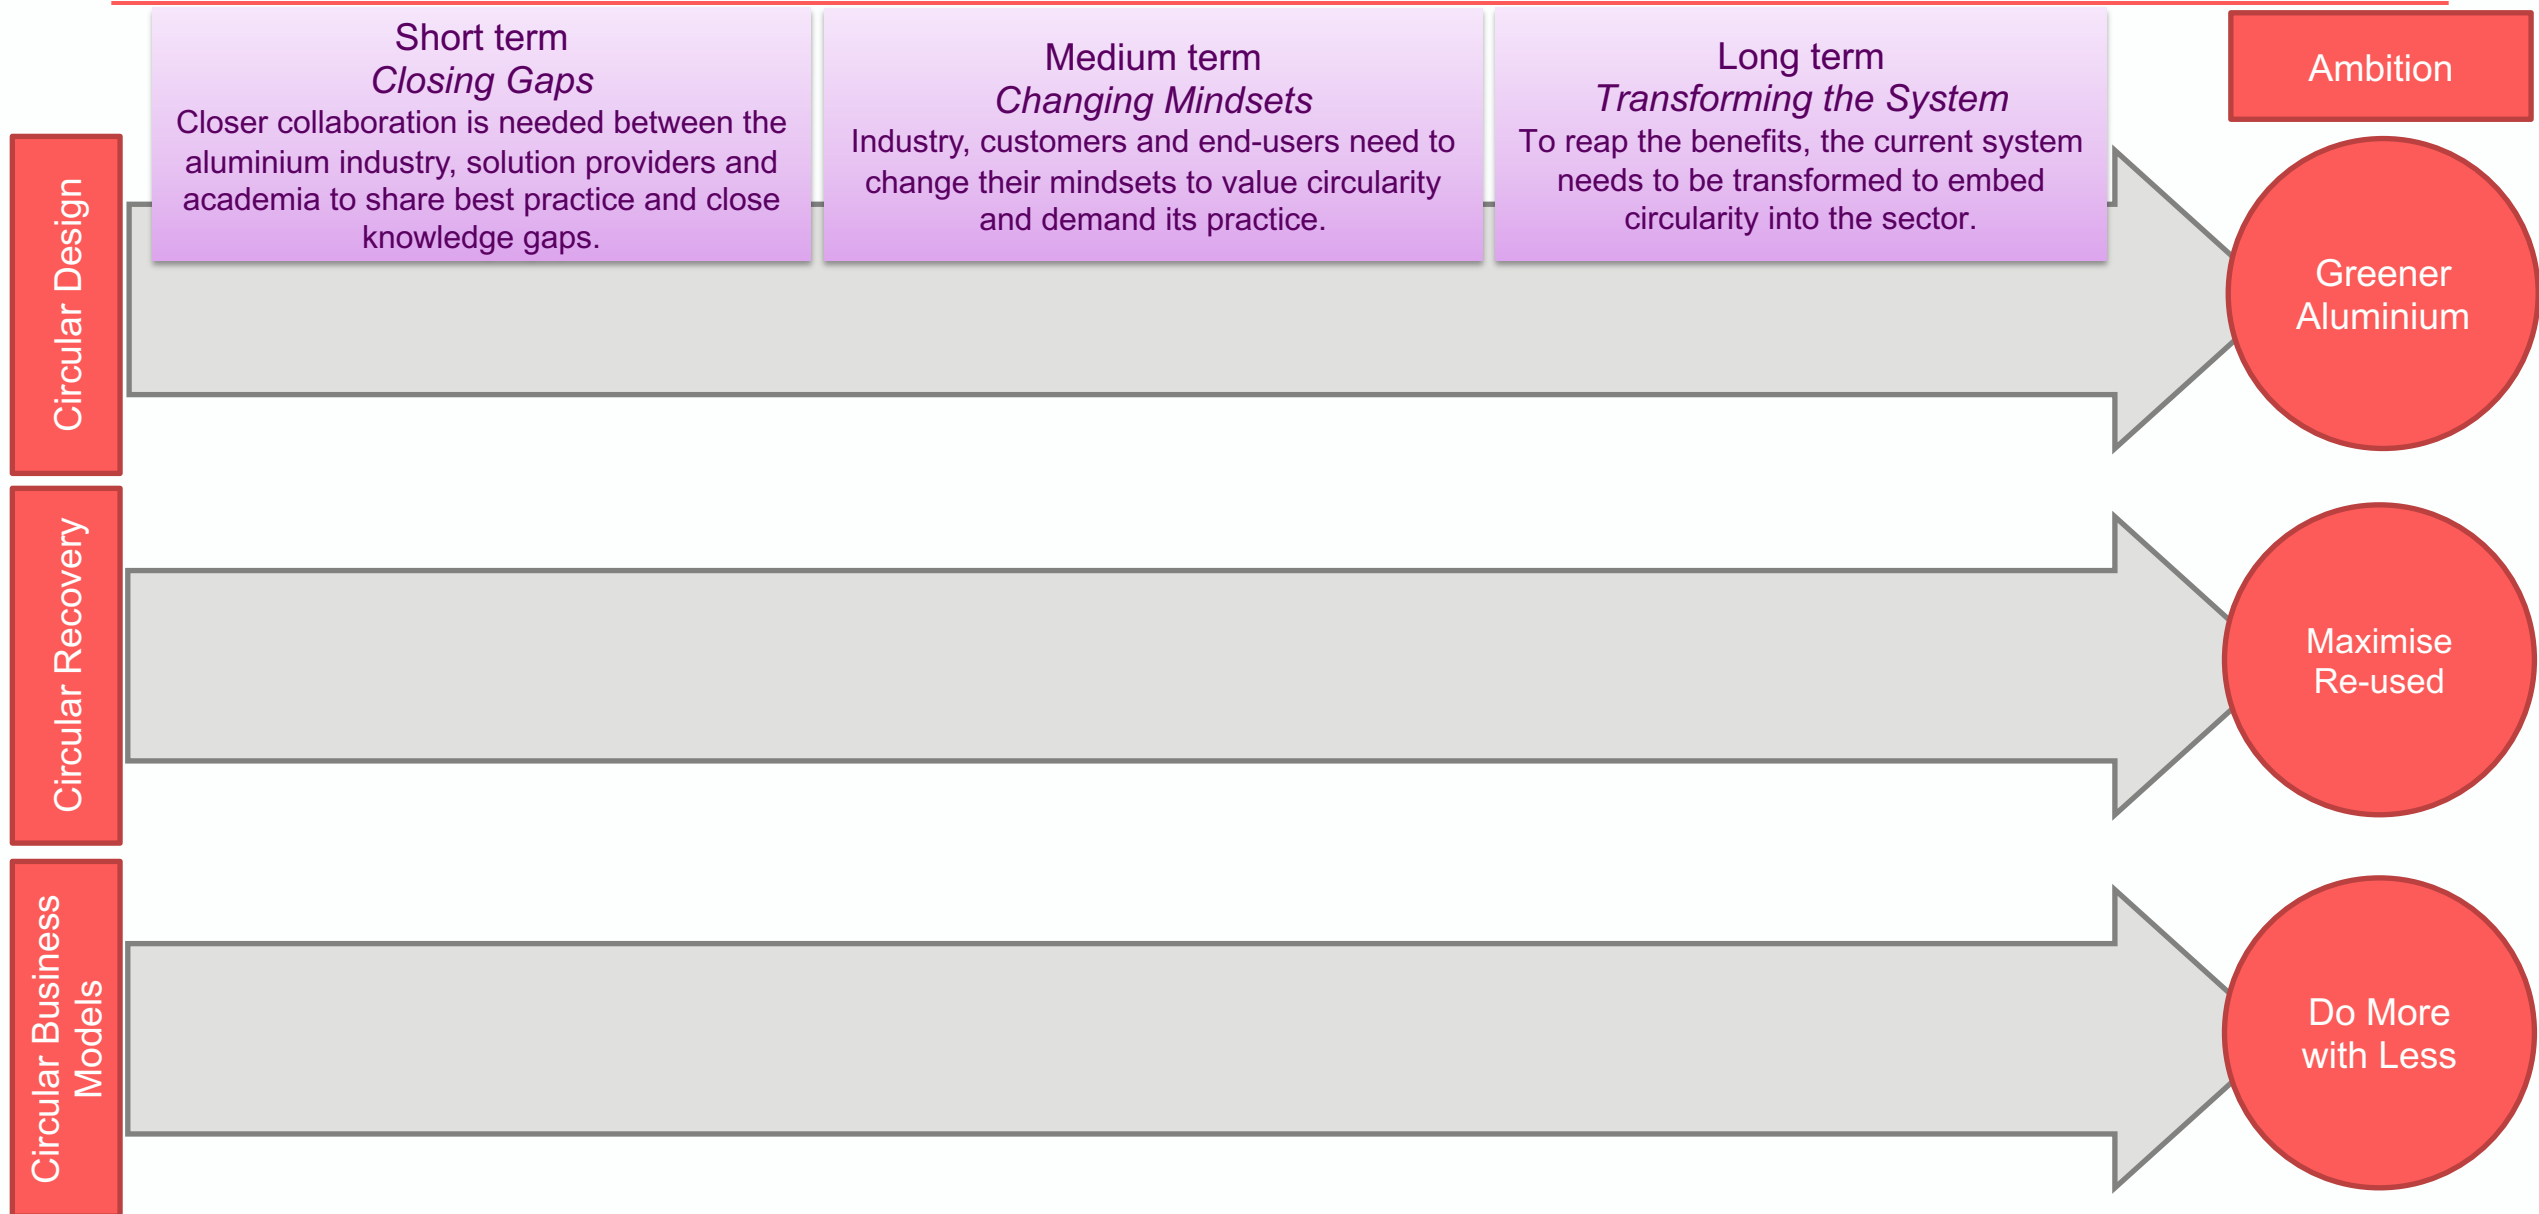 Short term
Closing Gaps
Closer collaboration is needed between the
aluminium industry, solution providers and
academia to share best practice and close
knowledge gaps.
Medium term
Changing Mindsets
Industry, customers and end-users need to
change their mindsets to value circularity
and demand its practice.
Long term
Transforming the System
To reap the benefits, the current system
needs to be transformed to embed
circularity into the sector.
Ambition
Circular Design
Greener
Aluminium
Circular Recovery
Maximise
Re-used
Circular Business
Models
Do More
with Less